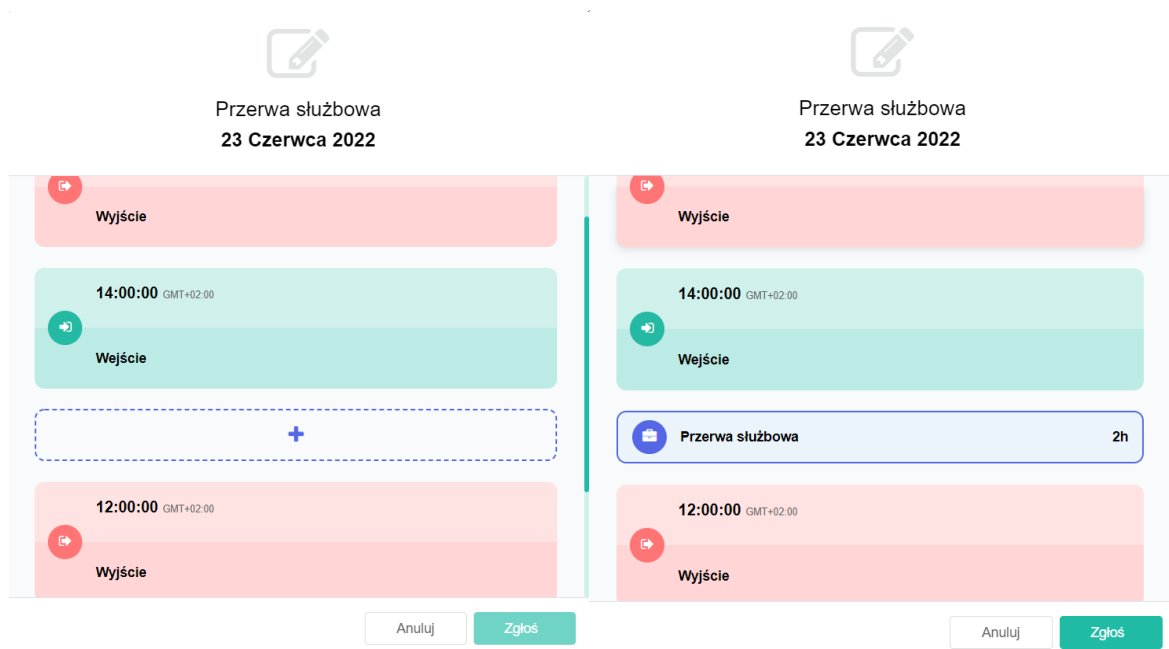 Przerwa służbowa
23 Czerwca 2022
Wyjście
14:00:00 GMT+02:00
Wejście
12:00:00 GMT+02:00
Wyjście
Anuluj Zgłoś
Przerwa służbowa
23 Czerwca 2022
Wyjście
14:00:00 GMT+02:00
Wejście
Przerwa służbowa 2h
12:00:00 GMT+02:00
Wyjście
Anuluj Zgłoś